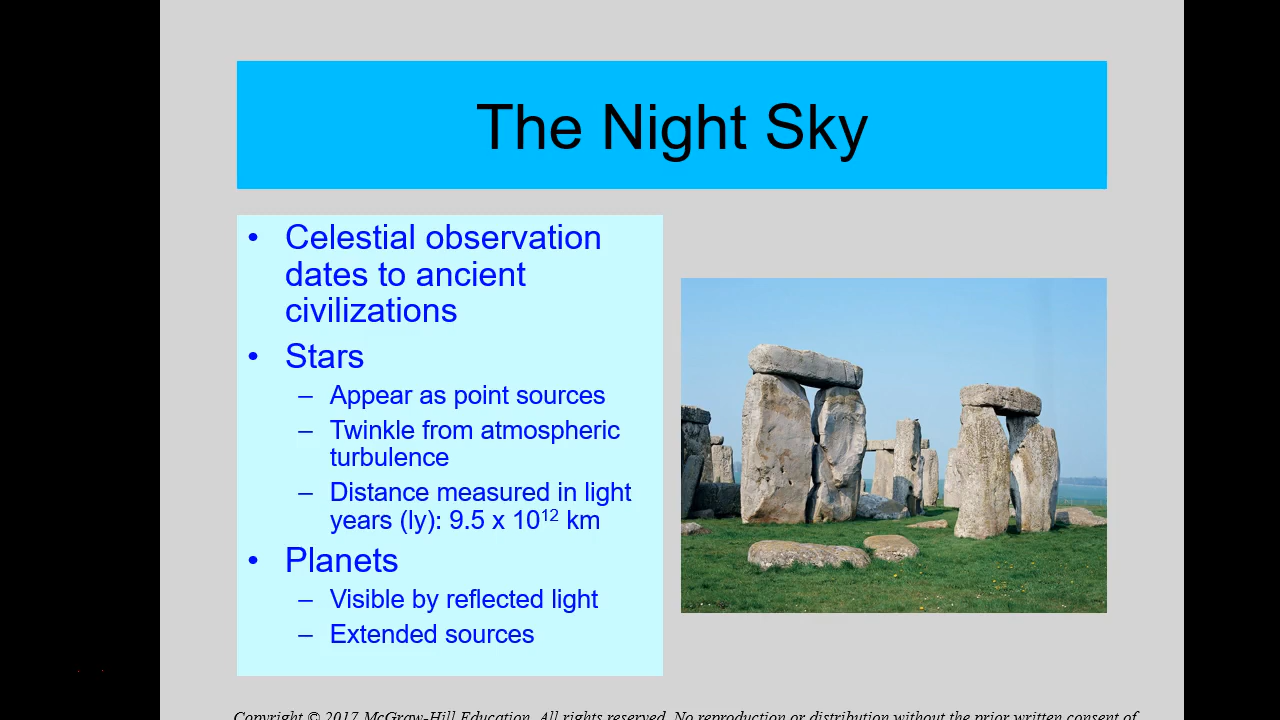 The Night Sky
• Celestial observation
dates to ancient
civilizations
• Stars
– Appear as point sources
– Twinkle from atmospheric
turbulence
– Distance measured in light
years (ly): 9.5 x 10¹² km
• Planets
– Visible by reflected light
– Extended sources
Copyright © 2017 McGraw-Hill Education. All rights reserved. No reproduction or distribution without the prior written consent of